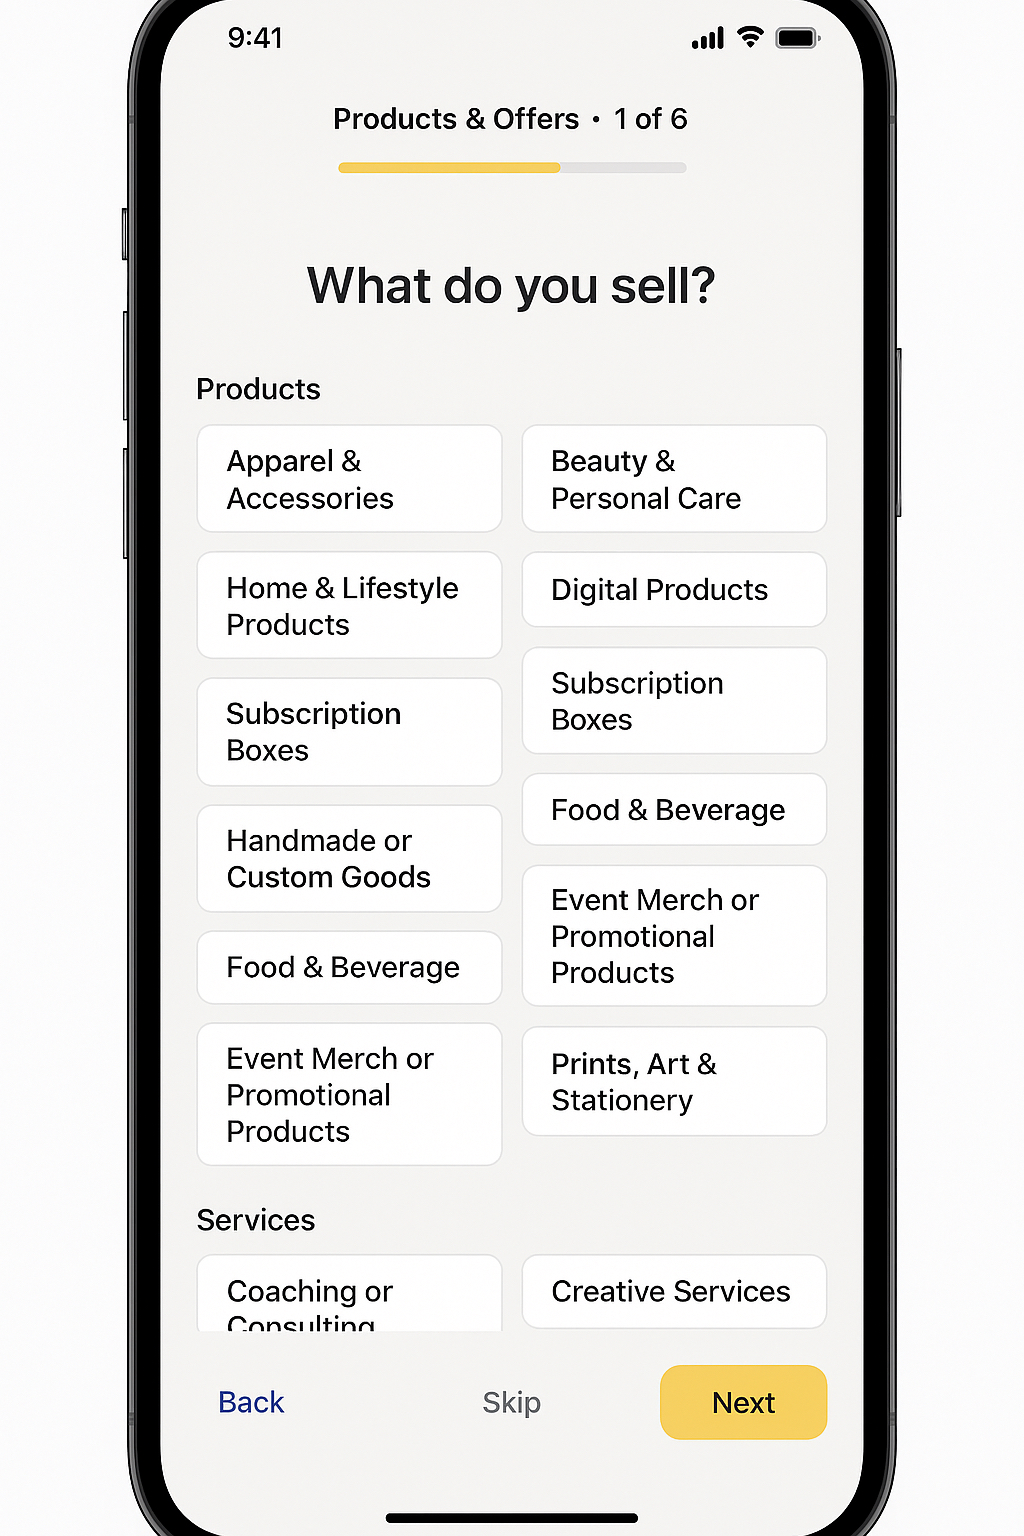 9:41
Products & Offers • 1 of 6
What do you sell?
Products
Apparel &
Accessories
Beauty &
Personal Care
Home & Lifestyle
Products
Digital Products
Subscription
Boxes
Subscription
Boxes
Handmade or
Custom Goods
Food & Beverage
Food & Beverage
Event Merch or
Promotional
Products
Event Merch or
Promotional
Products
Prints, Art &
Stationery
Services
Coaching or
Consulting
Creative Services
Back
Skip
Next